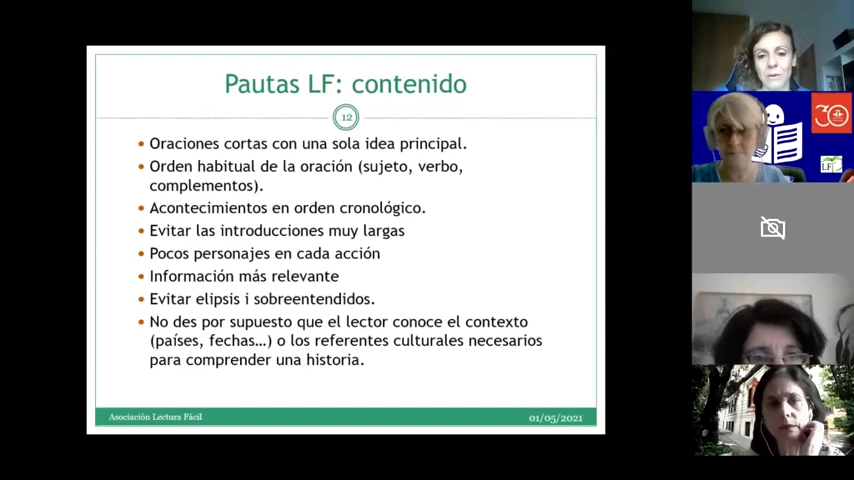 Pautas LF: contenido
12
• Oraciones cortas con una sola idea principal.
• Orden habitual de la oración (sujeto, verbo,
complementos).
• Acontecimientos en orden cronológico.
• Evitar las introducciones muy largas
• Pocos personajes en cada acción
• Información más relevante
• Evitar elipsis i sobreentendidos.
• No des por supuesto que el lector conoce el contexto
(países, fechas…) o los referentes culturales necesarios
para comprender una historia.
Asociación Lectura Fácil
01/05/2021
30
LF